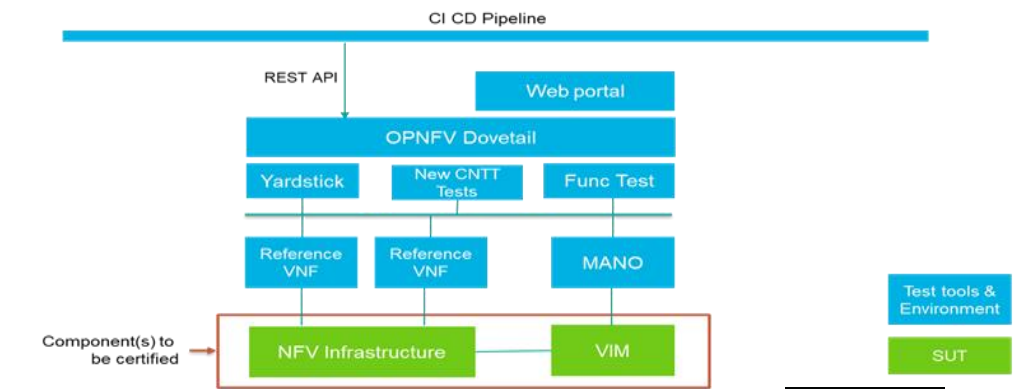 CI CD Pipeline
REST API
Web portal
OPNFV Dovetail
Yardstick
New CNTT
Tests
Func Test
Reference
VNF
Reference
VNF
MANO
Test tools &
Environment
Component(s) to
be certified
NFV Infrastructure
VIM
SUT